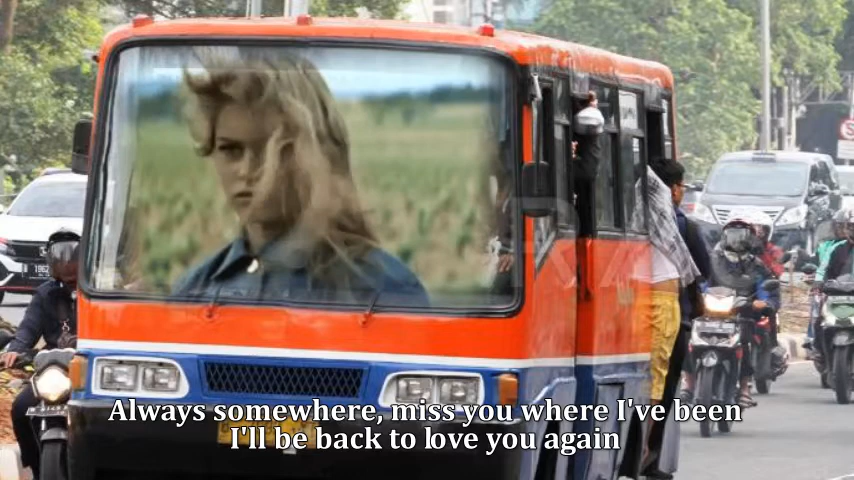 Always somewhere, miss you where I've been
I'll be back to love you again